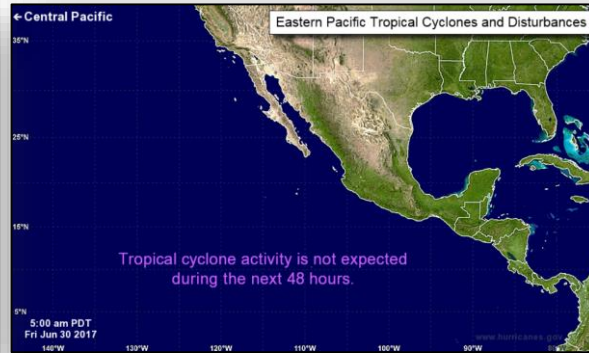 ←Central Pacific
Eastern Pacific Tropical Cyclones and Disturbances
35°N
25°N
15°N
Tropical cyclone activity is not expected
during the next 48 hours.
5°N
5:00 am PDT
Fri Jun 30 2017
www.hurricanes.gov
140°W
130°W
120°W
110°W
100°W
90°W